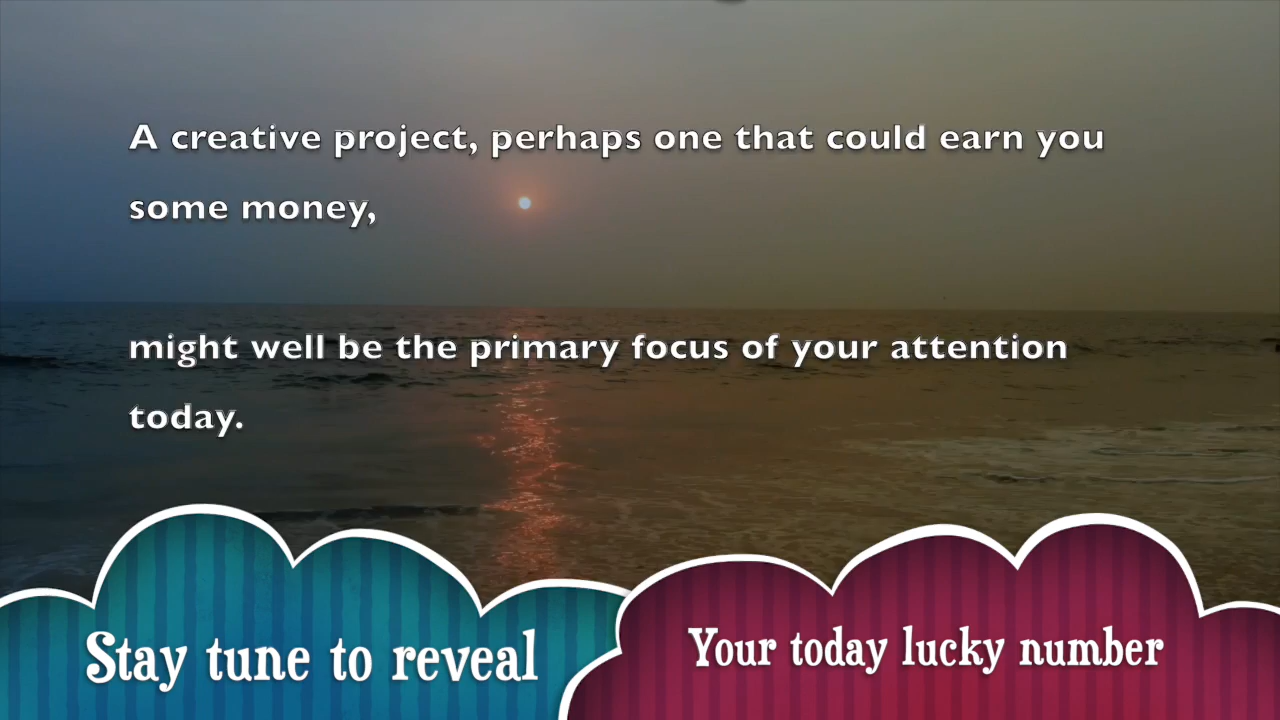 A creative project, perhaps one that could earn you
some money,
might well be the primary focus of your attention
today.
Stay tune to reveal
Your today lucky number